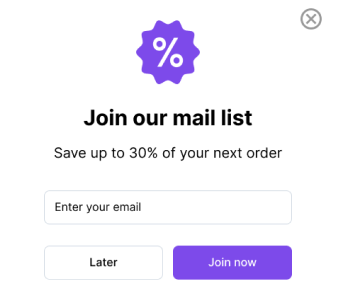 %
Join our mail list
Save up to 30% of your next order
Enter your email
Later
Join now